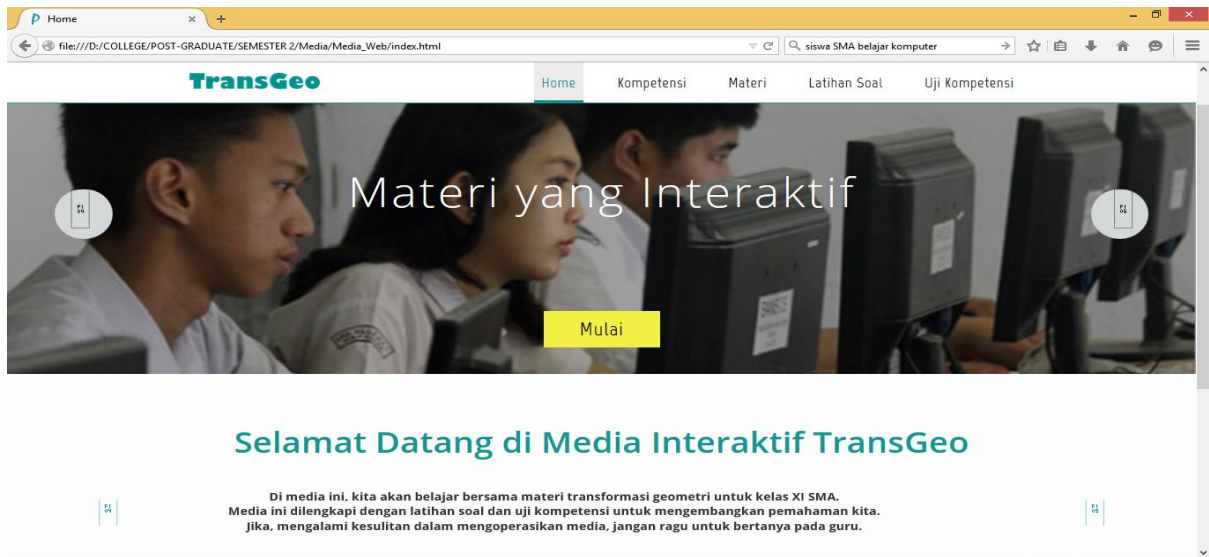 Home
file:///D:/COLLEGE/POST-GRADUATE/SEMESTER 2/Media/Media_Web/index.html
siswa SMA belajar komputer
TransGeo
Home Kompetensi Materi Latihan Soal Uji Kompetensi
Materi yang Interaktif
Mulai
Selamat Datang di Media Interaktif TransGeo
Di media ini, kita akan belajar bersama materi transformasi geometri untuk kelas XI SMA.
Media ini dilengkapi dengan latihan soal dan uji kompetensi untuk mengembangkan pemahaman kita.
Jika, mengalami kesulitan dalam mengoperasikan media, jangan ragu untuk bertanya pada guru.